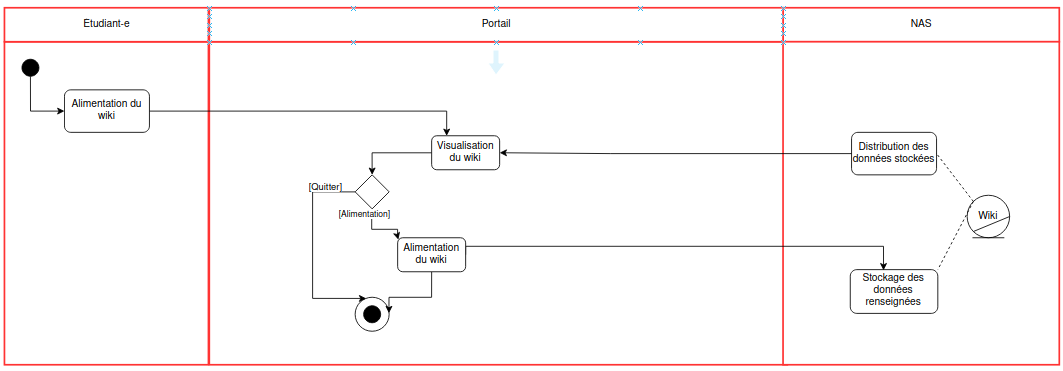 Etudiant-e
Portail
NAS
Alimentation du
wiki
Visualisation
du wiki
Distribution des
données stockées
[Quitter]
[Alimentation]
Wiki
Alimentation
du wiki
Stockage des
données
renseignées